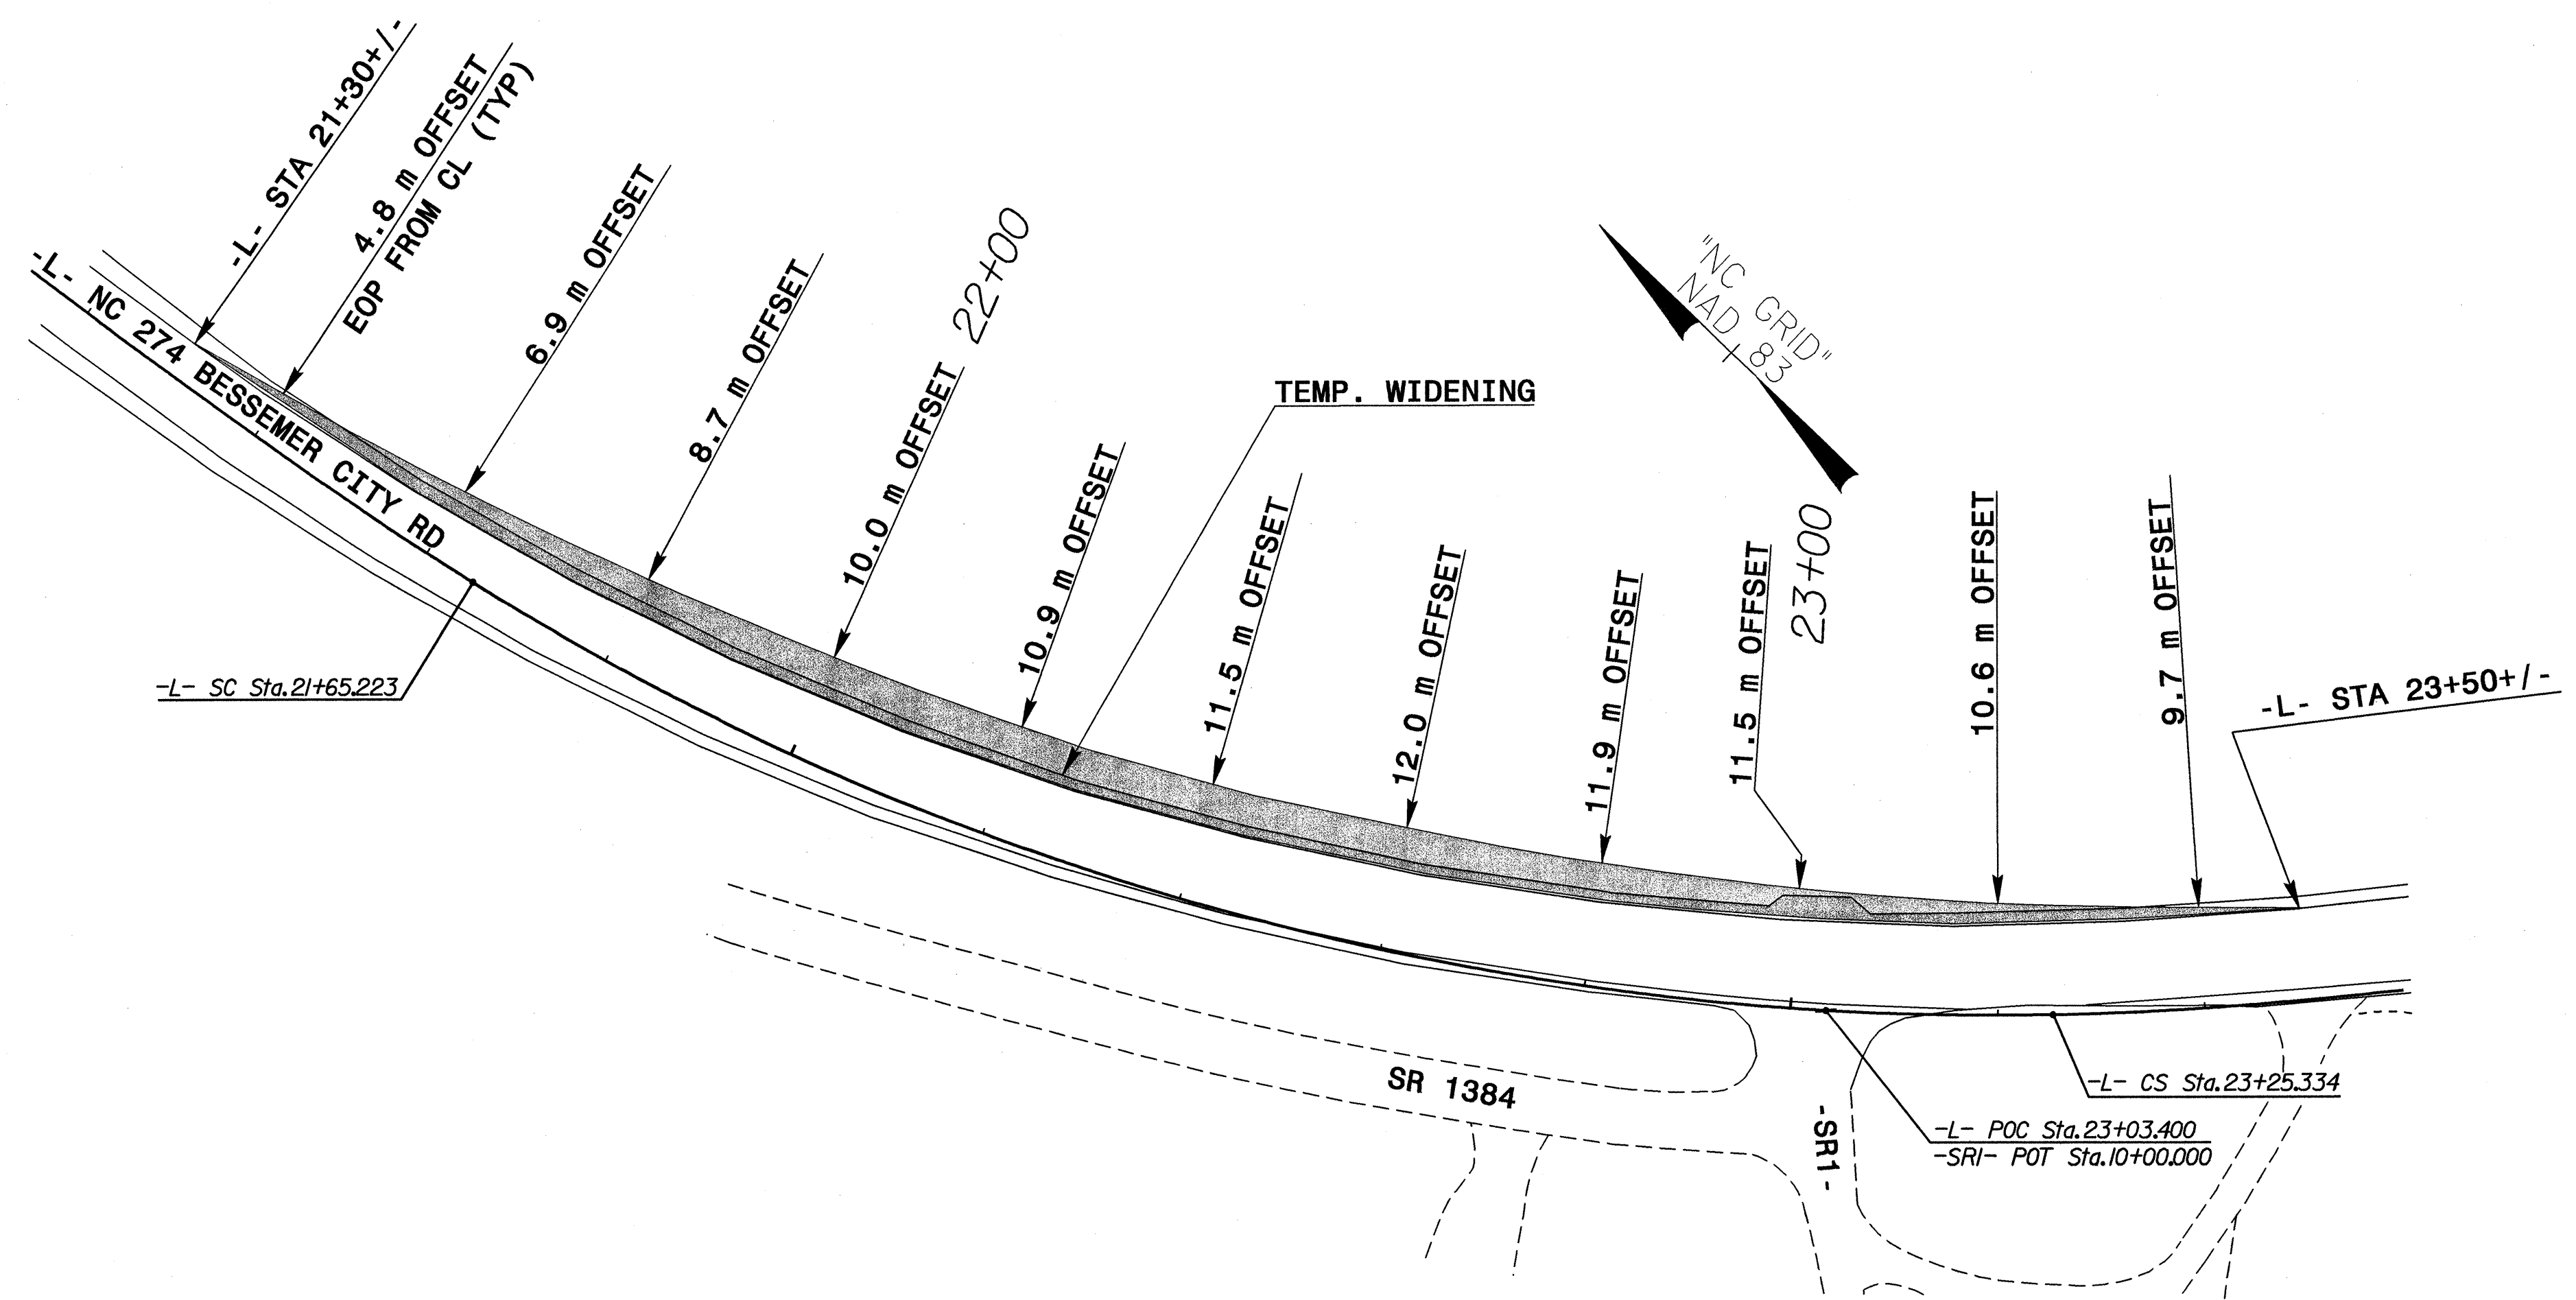 -L- STA 21+30+/-
4.8 m OFFSET
EOP FROM CL (TYP)
6.9 m OFFSET
8.7 m OFFSET
10.0 m OFFSET
22+00
10.9 m OFFSET
TEMP. WIDENING
11.5 m OFFSET
12.0 m OFFSET
11.9 m OFFSET
11.5 m OFFSET
23+00
10.6 m OFFSET
9.7 m OFFSET
-L- STA 23+50+/-
"NC GRID"
NAD 83
-L- NC 274 BESSEMER CITY RD
-L- SC Sta.21+65.223
SR 1384
-SR1-
-L- CS Sta.23+25.334
-L- POC Sta.23+03.400
-SR1- POT Sta.10+00.000